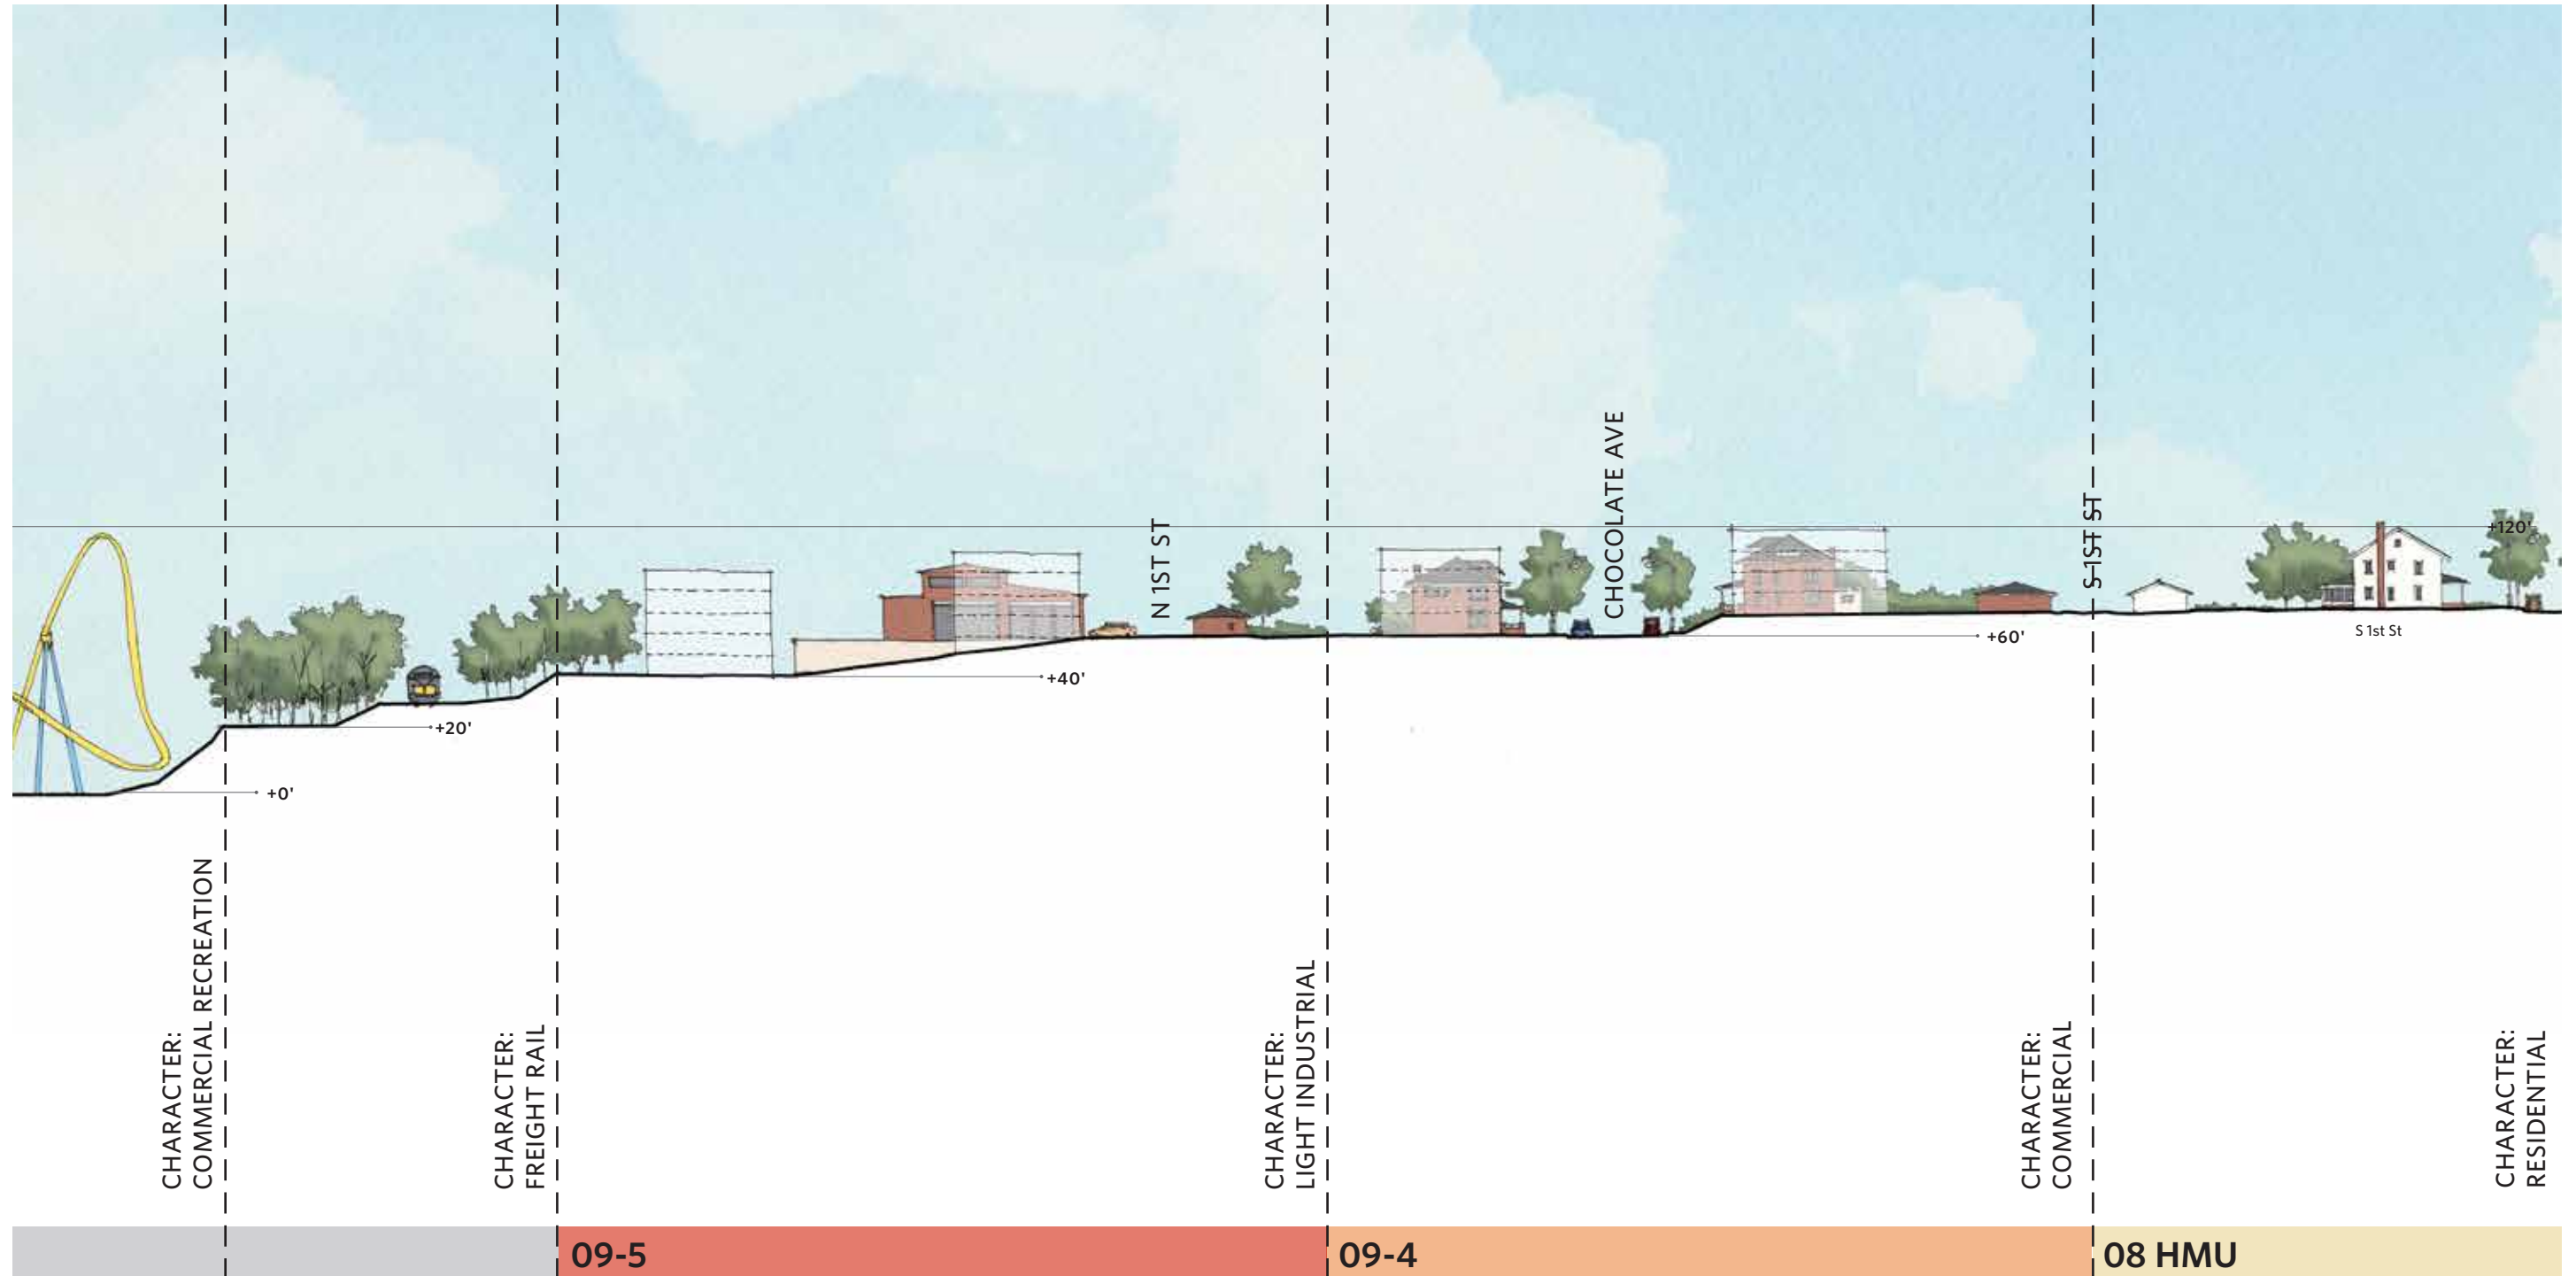 N 1ST ST
CHOCOLATE AVE
S 1ST ST
+120'
S 1st St
+60'
+40'
+20'
+0'
CHARACTER:
COMMERCIAL RECREATION
CHARACTER:
FREIGHT RAIL
CHARACTER:
LIGHT INDUSTRIAL
CHARACTER:
COMMERCIAL
CHARACTER:
RESIDENTIAL
09-5
09-4
08 HMU